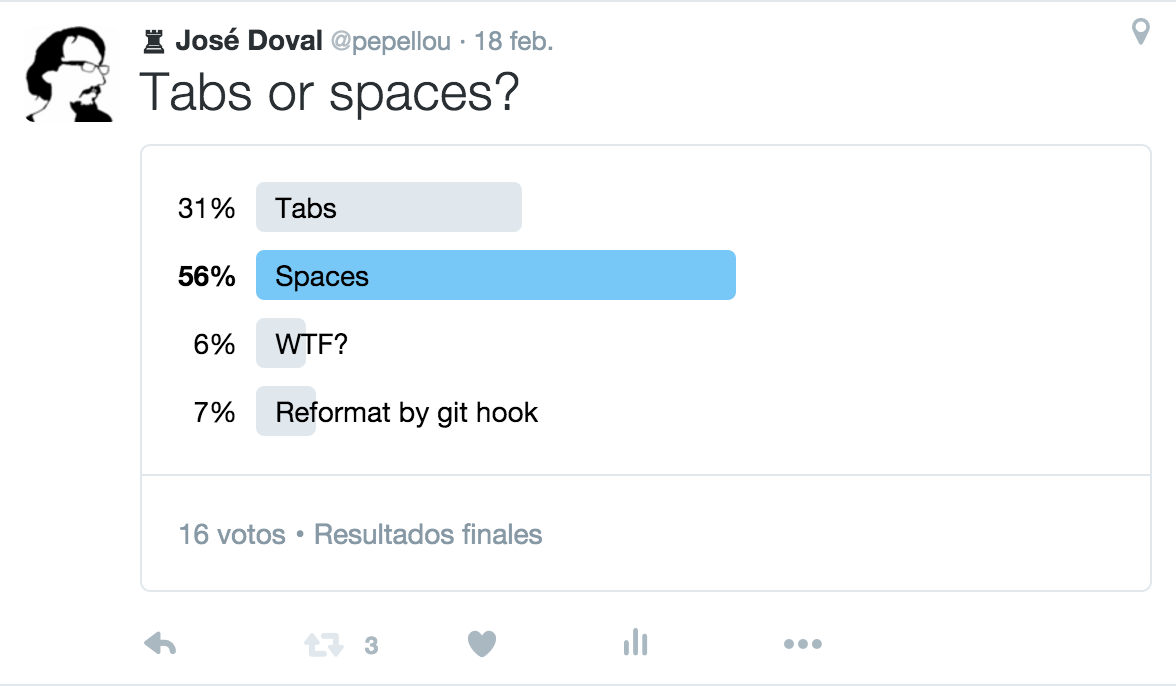 José Doval @pepellou · 18 feb.
Tabs or spaces?
31% Tabs
56% Spaces
6% WTF?
7% Reformat by git hook
16 votos • Resultados finales
3